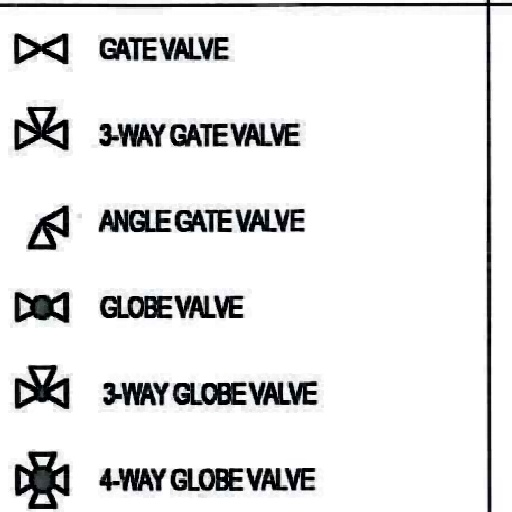 GATE VALVE
3-WAY GATE VALVE
ANGLE GATE VALVE
GLOBE VALVE
3-WAY GLOBE VALVE
4-WAY GLOBE VALVE